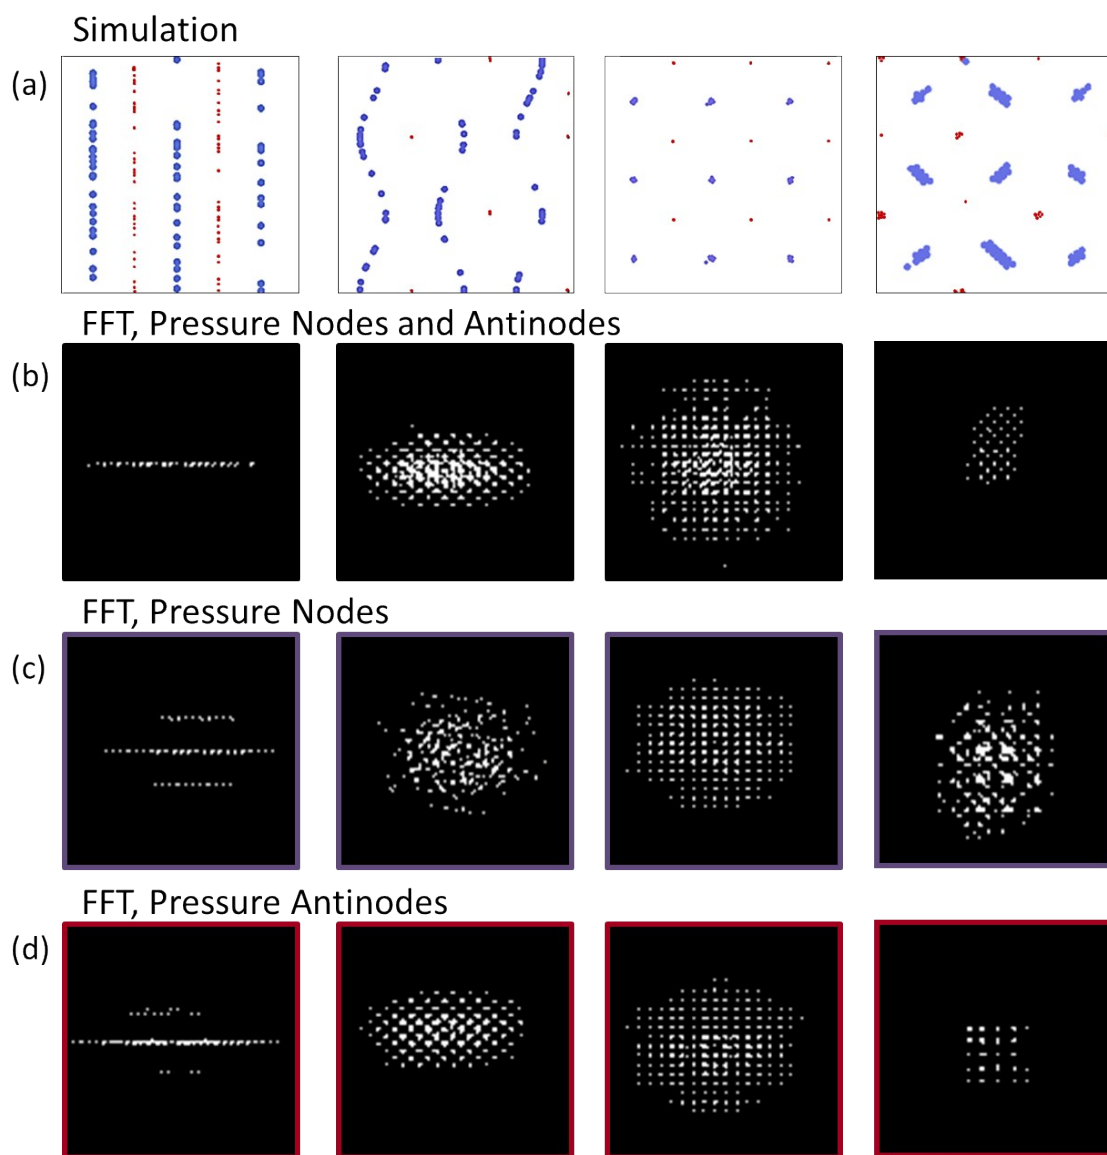 Simulation
(a)
FFT, Pressure Nodes and Antinodes
(b)
FFT, Pressure Nodes
(c)
FFT, Pressure Antinodes
(d)